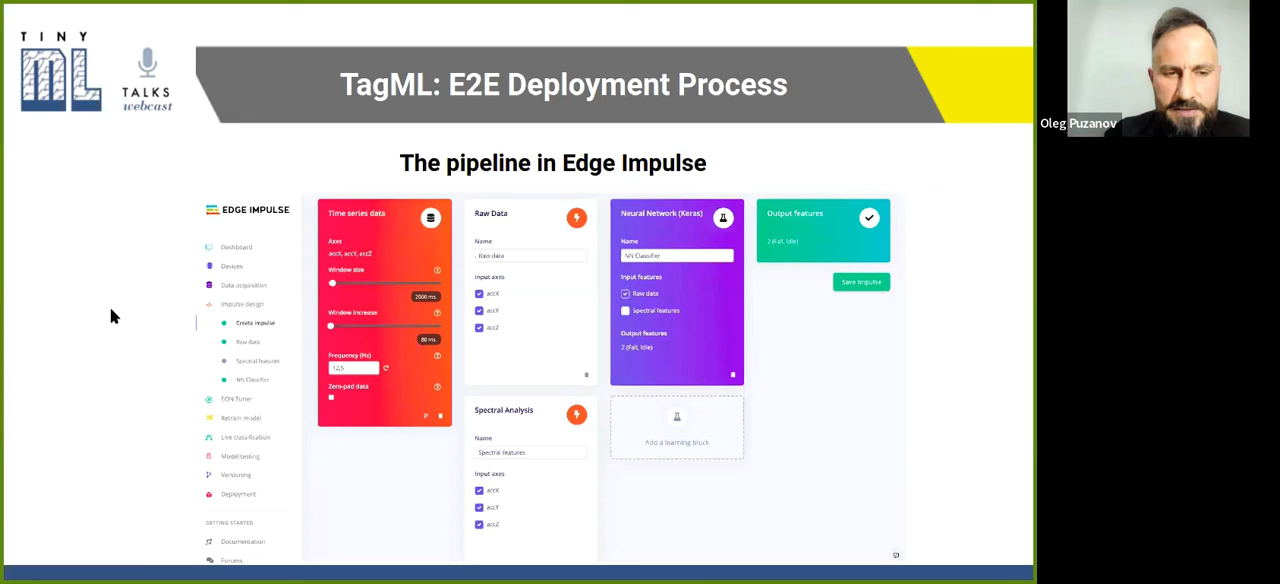 TINY
ML
TALKS
webcast
TagML: E2E Deployment Process
Oleg Puzanov
The pipeline in Edge Impulse
EDGE IMPULSE
Dashboard
Devices
Data acquisition
Impulse design
Create impulse
Raw data
Spectral features
NN Classifier
EON Tuner
Retrain model
Live classification
Model testing
Versioning
Deployment
GETTING STARTED
Documentation
Forums
Time series data
Axes
accX, accY, accZ
Window size
2000 ms.
Window increase
80 ms.
Frequency (Hz)
12,5
Zero-pad data
Raw Data
Name
Raw data
Input axes
accX
accY
accZ
Spectral Analysis
Name
Spectral features
Input axes
accX
accY
accZ
Neural Network (Keras)
Name
NN Classifier
Input features
Raw data
Spectral features
Output features
2 (Fall, Idle)
Add a learning block
Output features
2 (Fall, Idle)
Save Impulse